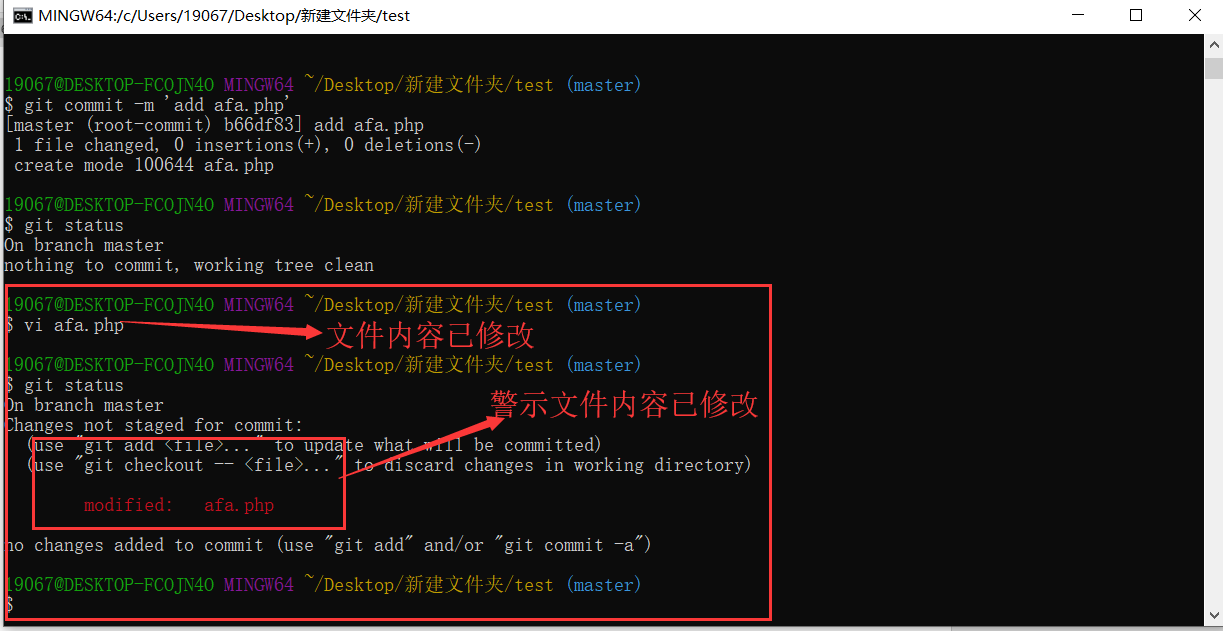 MINGW64:/c/Users/19067/Desktop/新建文件夹/test
19067@DESKTOP-FCOJN40 MINGW64 ~/Desktop/新建文件夹/test (master)
$ git commit -m 'add afa.php'
[master (root-commit) b66df83] add afa.php
 1 file changed, 0 insertions(+), 0 deletions(-)
 create mode 100644 afa.php
19067@DESKTOP-FCOJN40 MINGW64 ~/Desktop/新建文件夹/test (master)
$ git status
On branch master
nothing to commit, working tree clean
19067@DESKTOP-FCOJN40 MINGW64 ~/Desktop/新建文件夹/test (master)
$ vi afa.php
文件内容已修改
19067@DESKTOP-FCOJN40 MINGW64 ~/Desktop/新建文件夹/test (master)
$ git status
On branch master
警示文件内容已修改
Changes not staged for commit:
  (use "git add <file>..." to update what will be committed)
  (use "git checkout -- <file>..." to discard changes in working directory)
        modified:   afa.php
no changes added to commit (use "git add" and/or "git commit -a")
19067@DESKTOP-FCOJN40 MINGW64 ~/Desktop/新建文件夹/test (master)
$